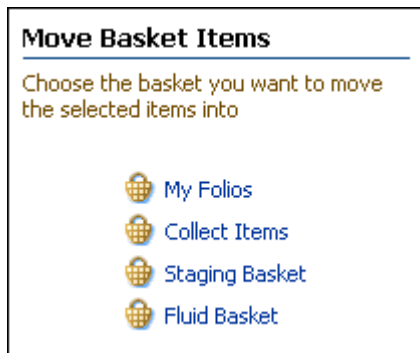 Move Basket Items
Choose the basket you want to move
the selected items into
My Folios
Collect Items
Staging Basket
Fluid Basket